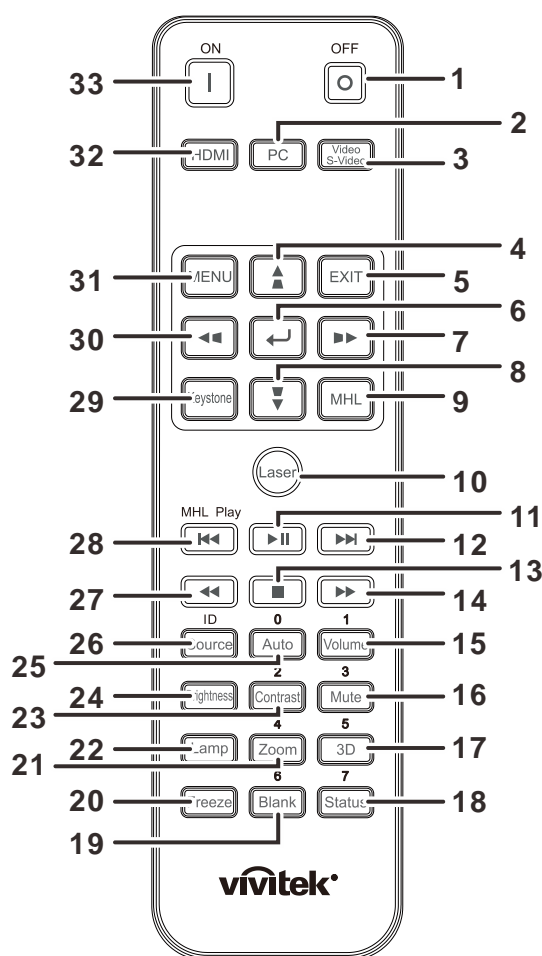 ON OFF
33 1
2
32 HDMI PC Video S-Video 3
4
31 MENU EXIT 5
6
30 7
8
29 Keystone MHL 9
Laser 10
MHL Play
11
28 12
13
27 14
ID 0 1
26 Source Auto Volume 15
25
2 3
24 Brightness Contrast Mute 16
23
4 5
22 Lamp Zoom 3D 17
21
6 7
20 Freeze Blank Status 18
19
vivitek